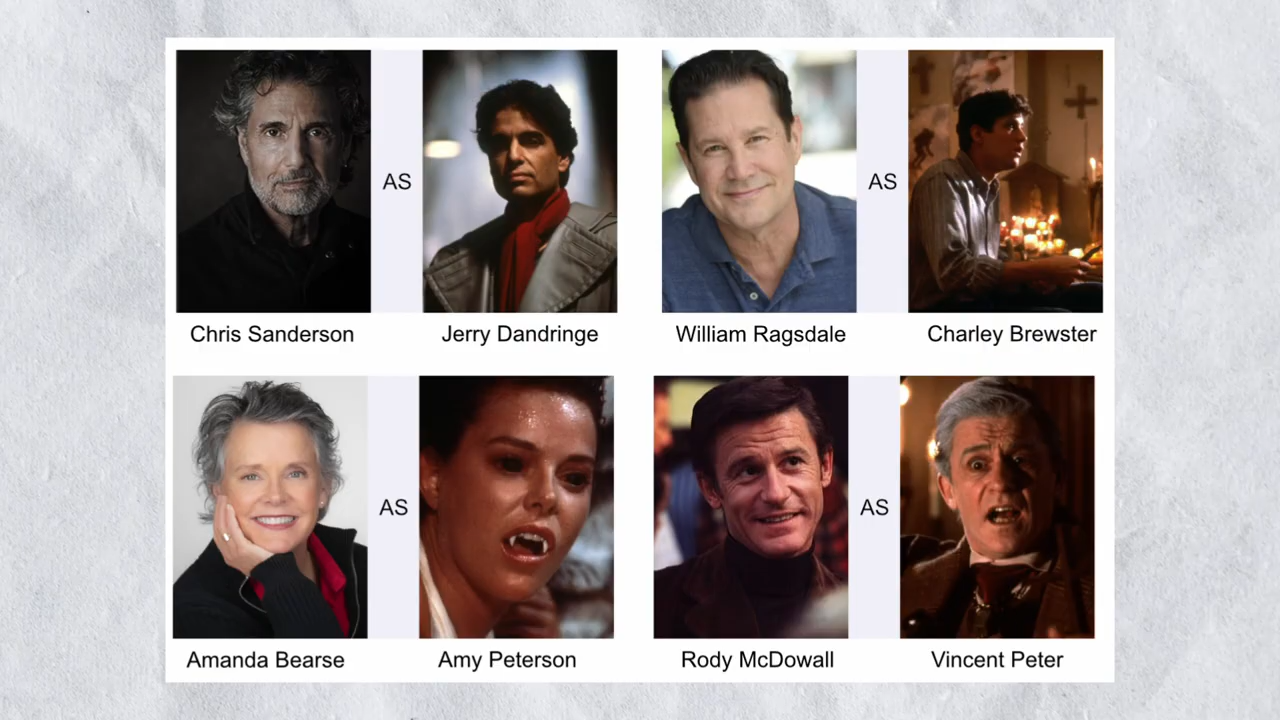 AS
AS
Chris Sanderson
Jerry Dandringe
William Ragsdale
Charley Brewster
AS
AS
Amanda Bearse
Amy Peterson
Rody McDowall
Vincent Peter